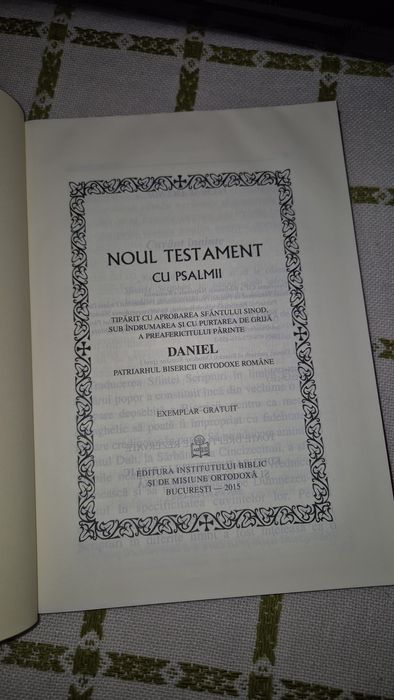 NOUL TESTAMENT
CU PSALMII
TIPĂRIT CU APROBAREA SFÂNTULUI SINOD,
SUB ÎNDRUMAREA ȘI CU PURTAREA DE GRIJĂ
A PREAFERICITULUI PĂRINTE
DANIEL
PATRIARHUL BISERICII ORTODOXE ROMÂNE
EXEMPLAR GRATUIT
EDITURA INSTITUTULUI BIBLIC
ȘI DE MISIUNE ORTODOXĂ
BUCUREȘTI — 2015